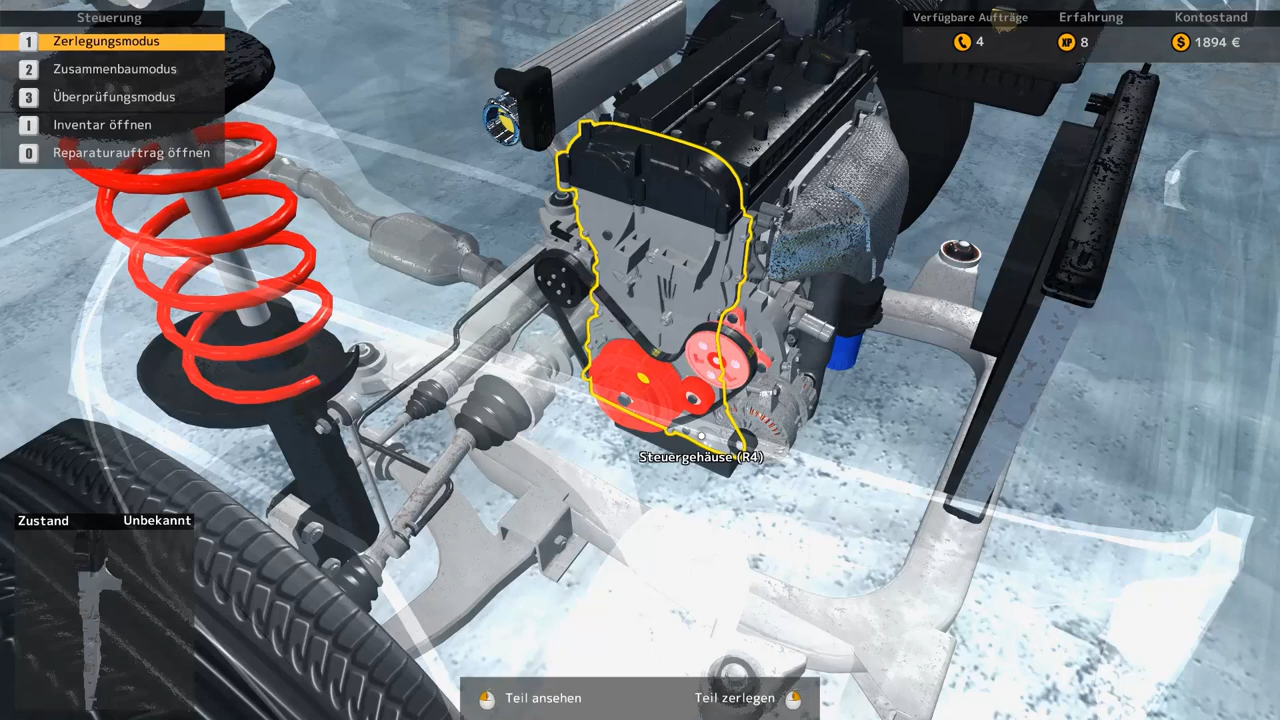 Steuerung
1 Zerlegungsmodus
2 Zusammenbaumodus
3 Überprüfungsmodus
I Inventar öffnen
O Reparaturauftrag öffnen
Verfügbare Aufträge Erfahrung Kontostand
4 XP 8 $ 1894 €
Steuergehäuse (R4)
Zustand Unbekannt
Teil ansehen Teil zerlegen